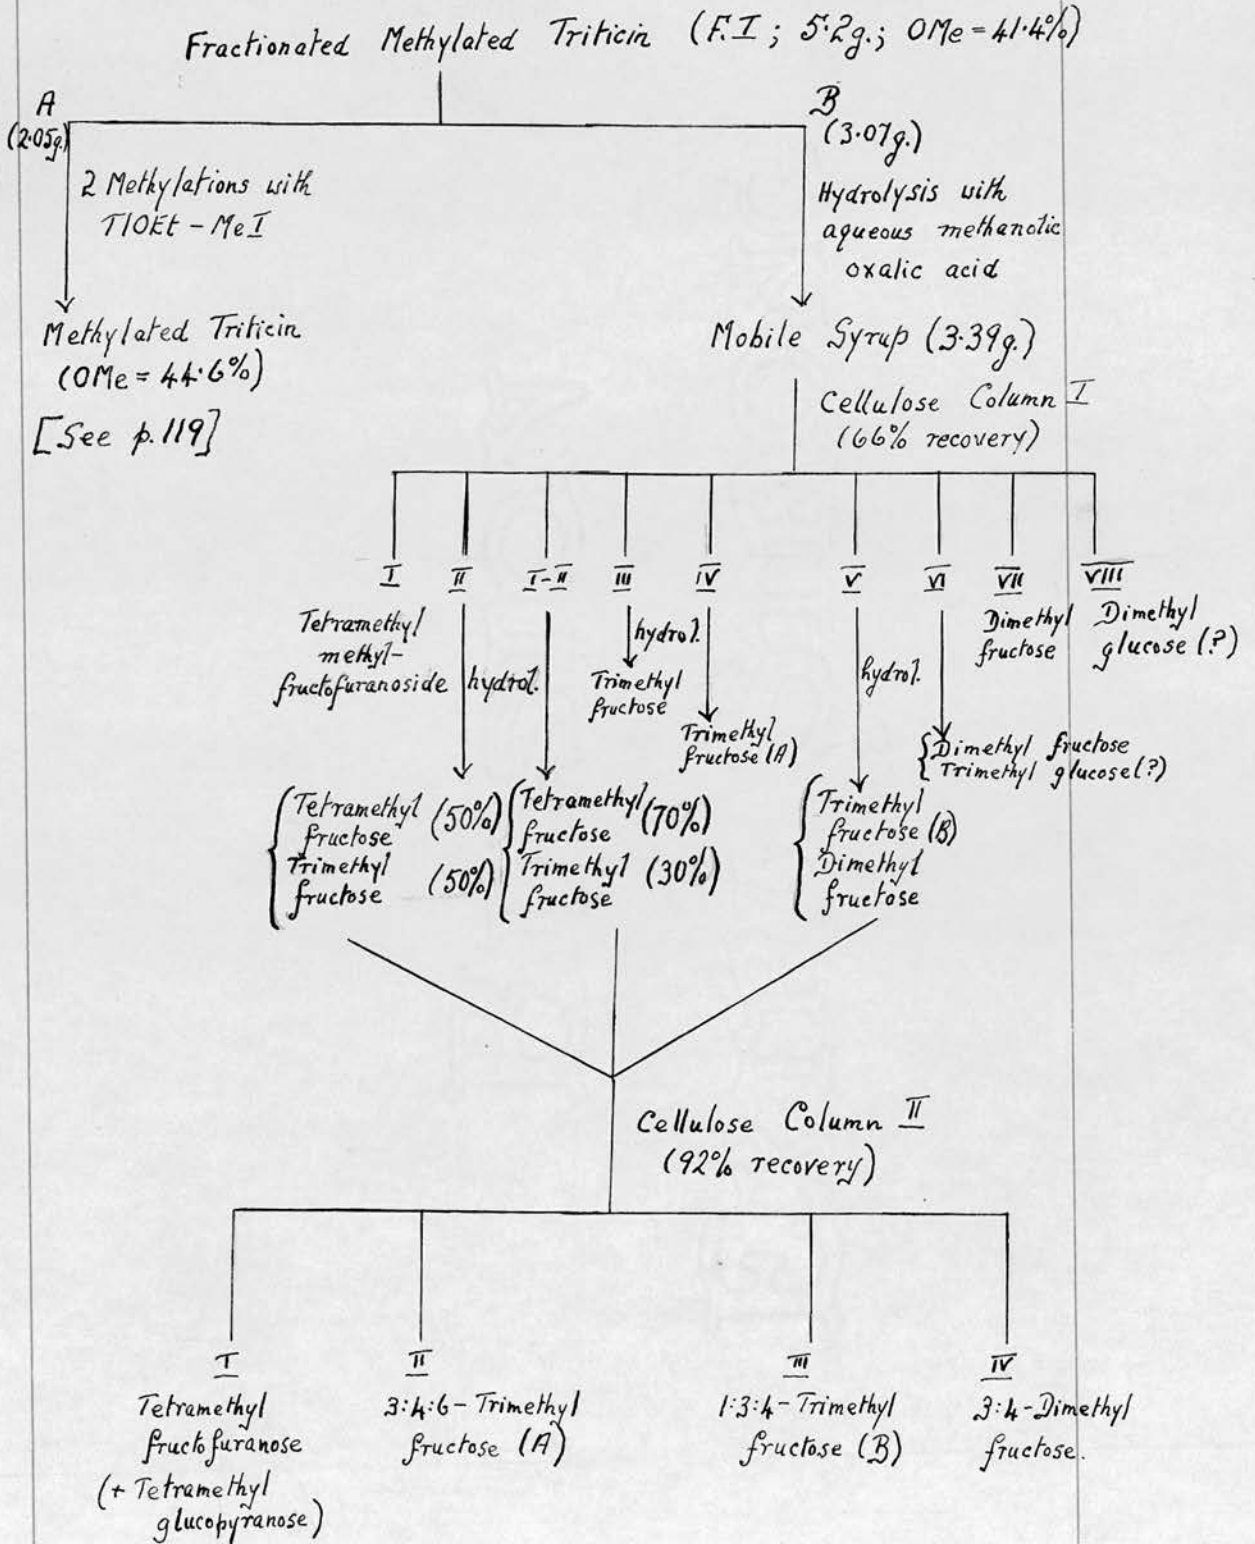 Fractionated Methylated Triticin (F.I; 5·2g.; OMe = 41·4%)
A
(2·05g.)
B
(3·07g.)
2 Methylations with
TlOEt - MeI
Hydrolysis with
aqueous methanolic
oxalic acid
Methylated Triticin
(OMe = 44·6%)
[See p. 119]
Mobile Syrup (3·39g.)
Cellulose Column I
(66% recovery)
I
II
I-II
III
IV
V
VI
VII
VIII
Tetramethyl
methyl-
fructofuranoside
hydrol.
hydrol.
Trimethyl
fructose
Trimethyl
fructose (A)
hydrol.
Dimethyl
fructose
Dimethyl
glucose (?)
Dimethyl fructose
Trimethyl glucose (?)
Tetramethyl (50%)
fructose
Trimethyl (50%)
fructose
Tetramethyl (70%)
fructose
Trimethyl (30%)
fructose
Trimethyl
fructose (B)
Dimethyl
fructose
Cellulose Column II
(92% recovery)
I
II
III
IV
Tetramethyl
fructofuranose
(+ Tetramethyl
glucopyranose)
3:4:6 - Trimethyl
fructose (A)
1:3:4 - Trimethyl
fructose (B)
3:4 - Dimethyl
fructose.